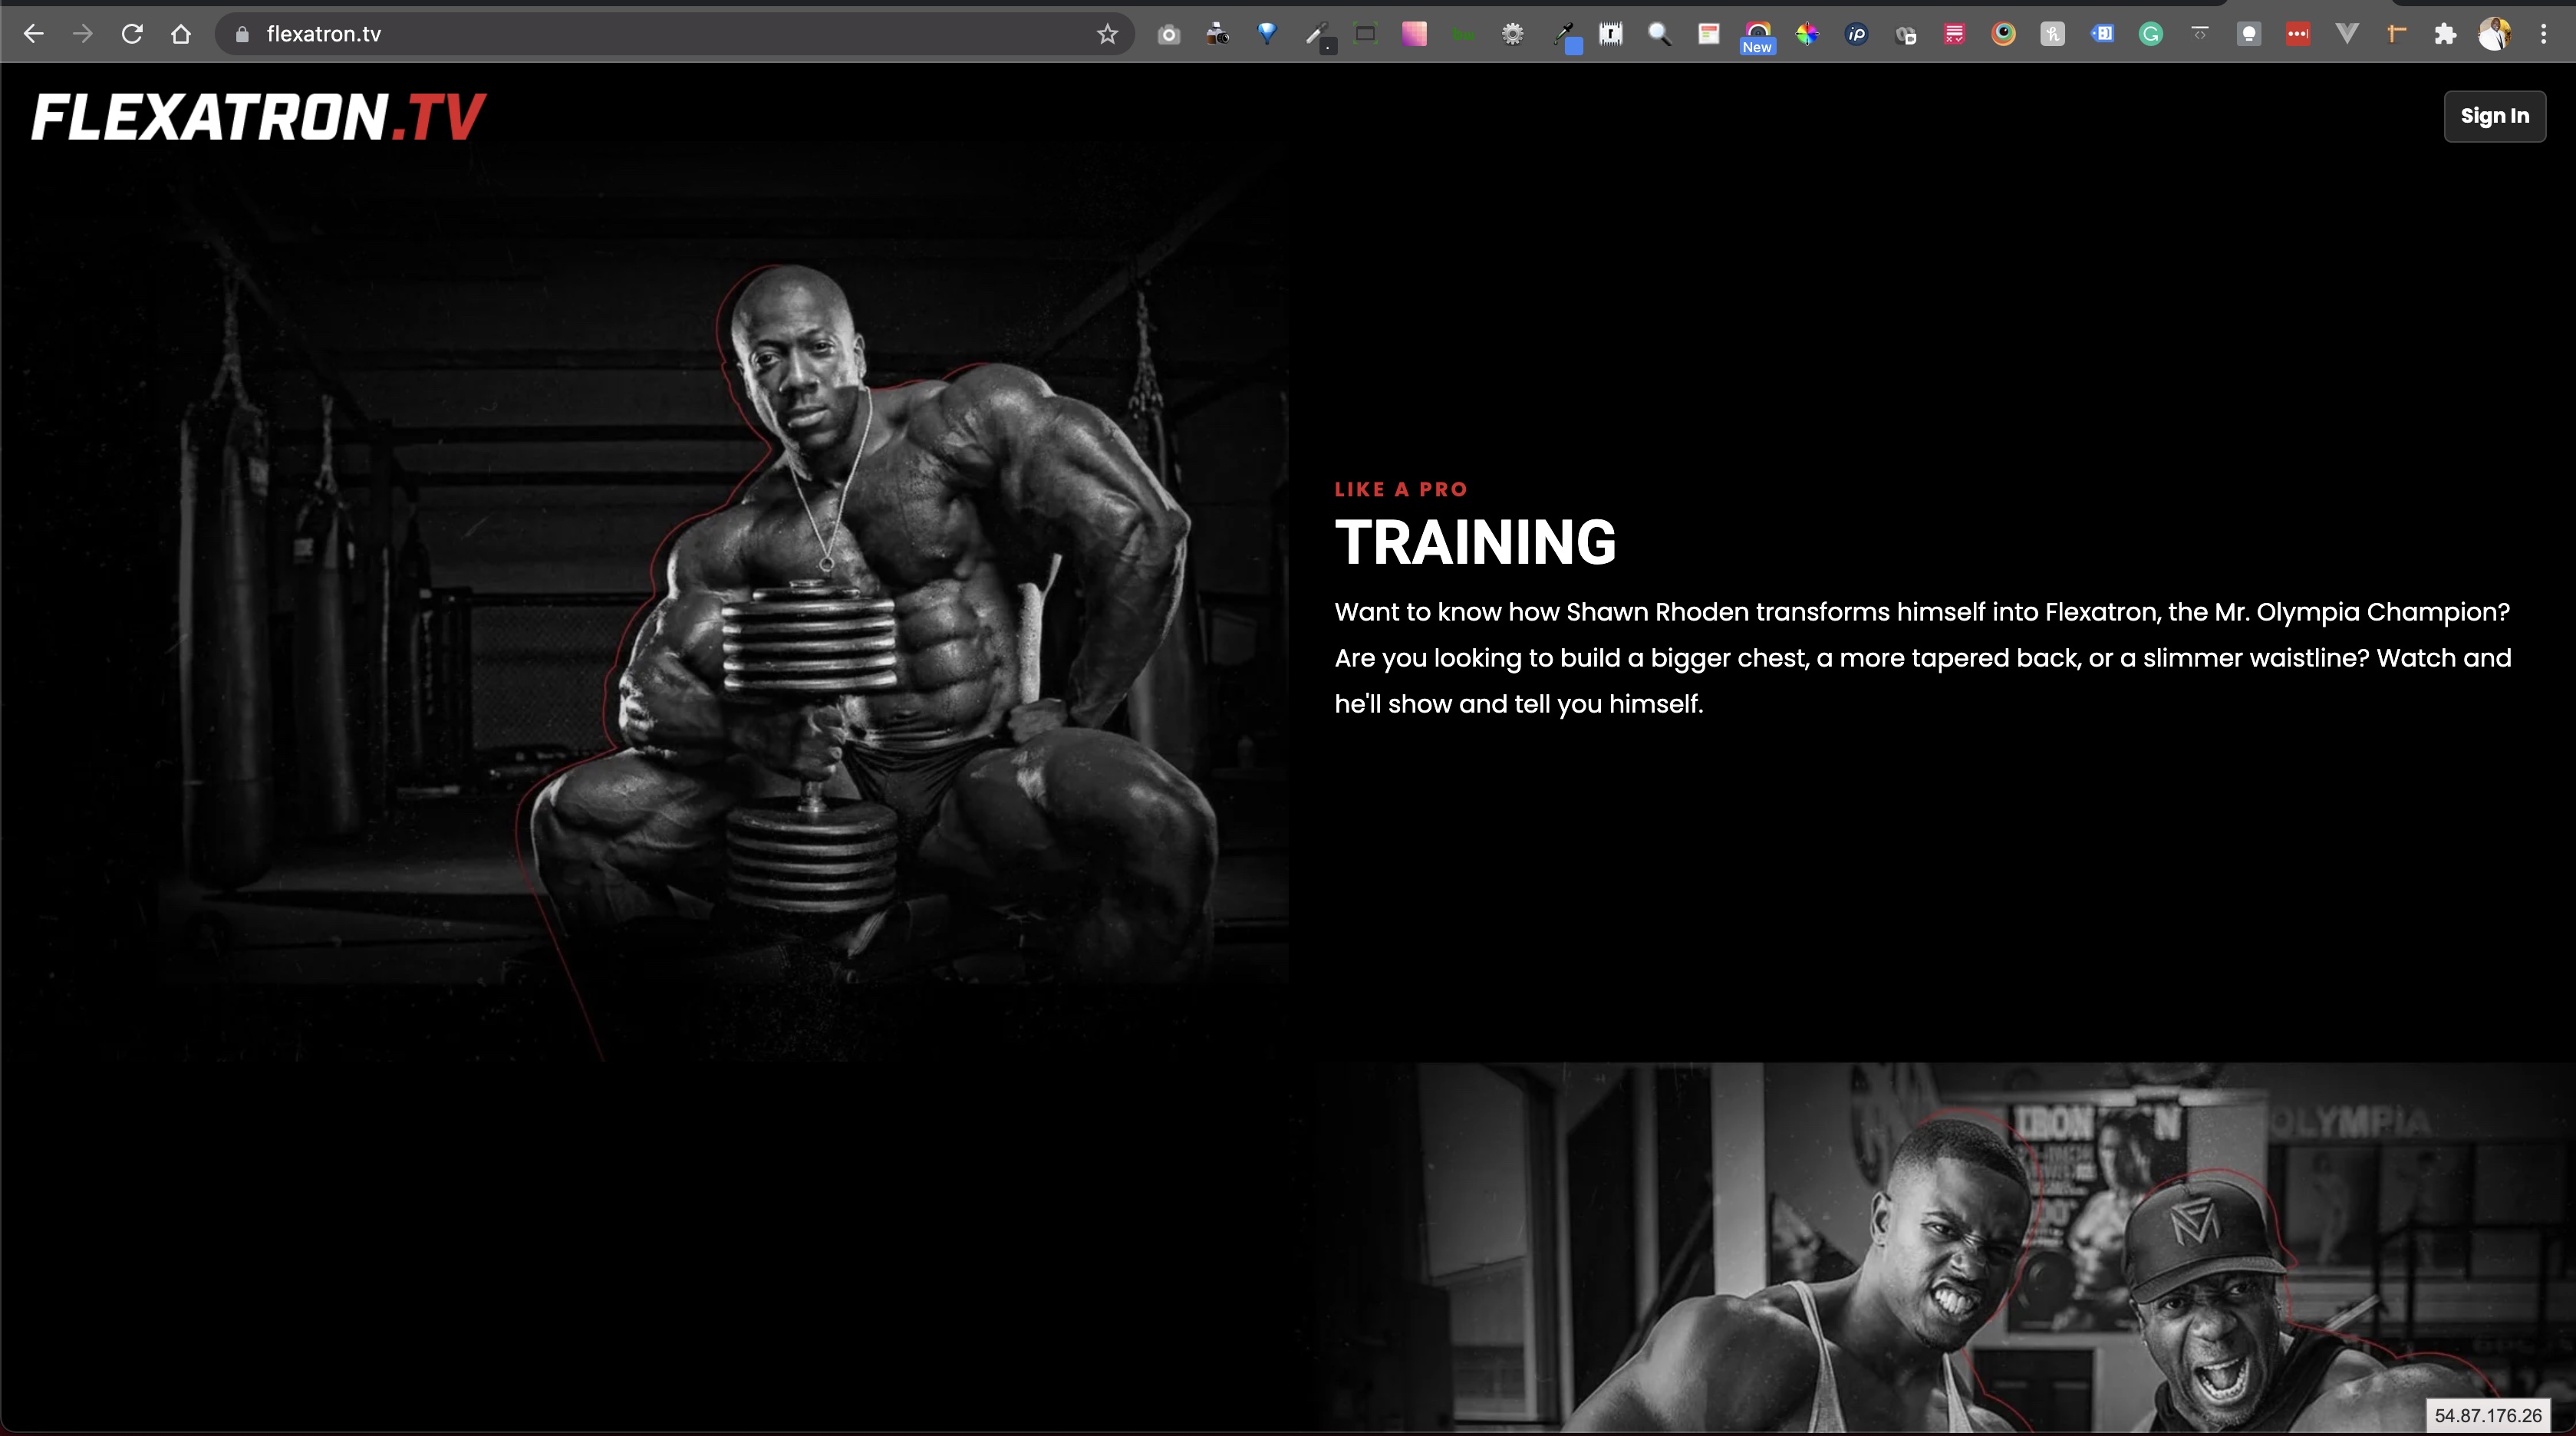 flexatron.tv
New
FLEXATRON.TV
Sign In
LIKE A PRO
TRAINING
Want to know how Shawn Rhoden transforms himself into Flexatron, the Mr. Olympia Champion?
Are you looking to build a bigger chest, a more tapered back, or a slimmer waistline? Watch and
he'll show and tell you himself.
IRON
OLYMPIA
54.87.176.26